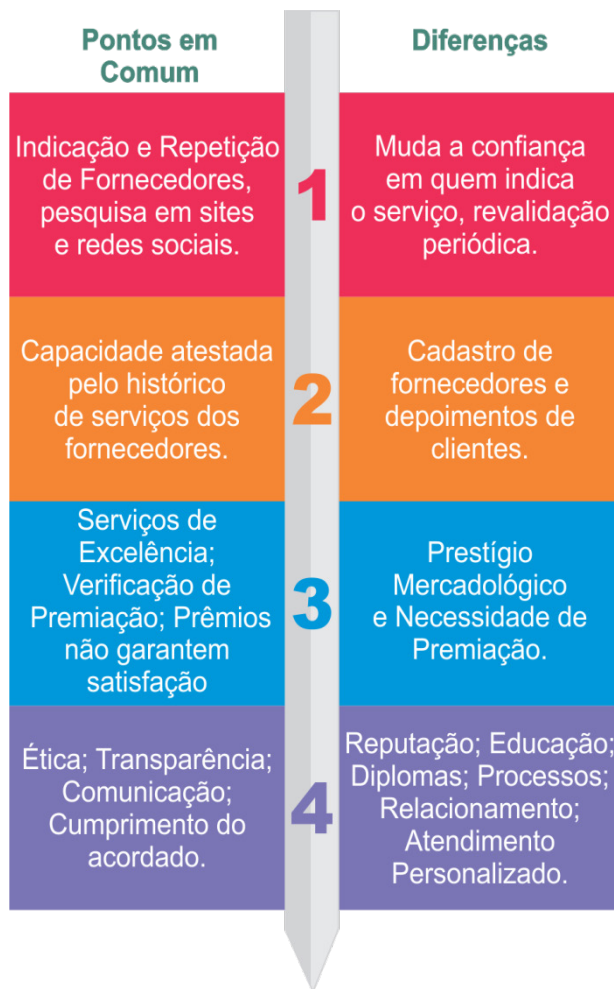 Pontos em
Comum
Diferenças
Indicação e Repetição
de Fornecedores,
pesquisa em sites
e redes sociais.
1
Muda a confiança
em quem indica
o serviço, revalidação
periódica.
Capacidade atestada
pelo histórico
de serviços dos
fornecedores.
2
Cadastro de
fornecedores e
depoimentos de
clientes.
Serviços de
Excelência;
Verificação de
Premiação; Prêmios
não garantem
satisfação
3
Prestígio
Mercadológico
e Necessidade de
Premiação.
Ética; Transparência;
Comunicação;
Cumprimento do
acordado.
4
Reputação; Educação;
Diplomas; Processos;
Relacionamento;
Atendimento
Personalizado.